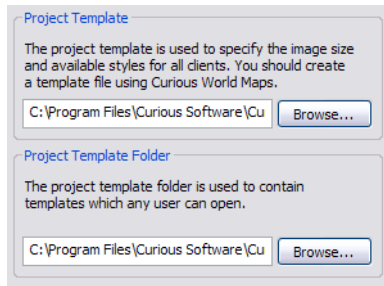 Project Template
The project template is used to specify the image size
and available styles for all clients. You should create
a template file using Curious World Maps.
C:\Program Files\Curious Software\Cu Browse...
Project Template Folder
The project template folder is used to contain
templates which any user can open.
C:\Program Files\Curious Software\Cu Browse...